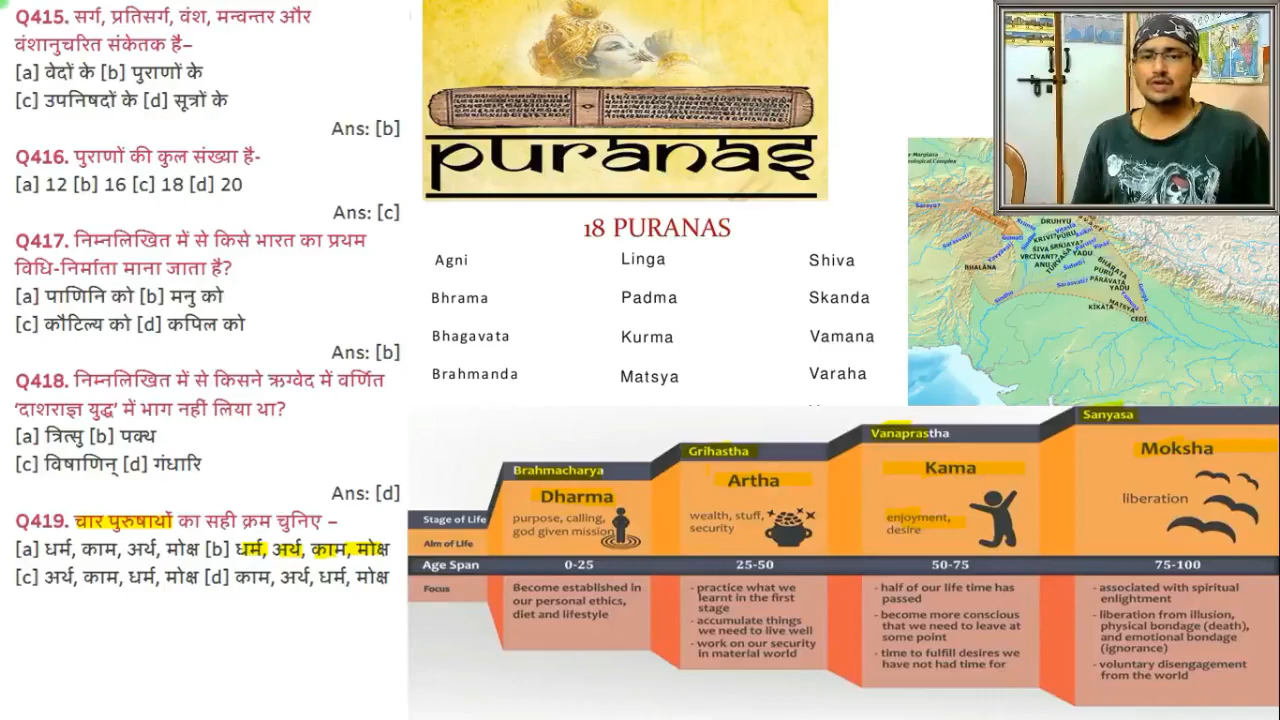 Q415. सर्ग, प्रतिसर्ग, वंश, मन्वन्तर और
वंशानुचरित संकेतक है–
[a] वेदों के [b] पुराणों के
[c] उपनिषदों के [d] सूत्रों के
Ans: [b]
Q416. पुराणों की कुल संख्या है-
[a] 12 [b] 16 [c] 18 [d] 20
Ans: [c]
Q417. निम्नलिखित में से किसे भारत का प्रथम
विधि-निर्माता माना जाता है?
[a] पाणिनि को [b] मनु को
[c] कौटिल्य को [d] कपिल को
Ans: [b]
Q418. निम्नलिखित में से किसने ऋग्वेद में वर्णित
‘दाशराज्ञ युद्ध’ में भाग नहीं लिया था?
[a] त्रित्सु [b] पक्थ
[c] विषाणिन् [d] गंधारि
Ans: [d]
Q419. चार पुरुषार्थो का सही क्रम चुनिए –
[a] धर्म, काम, अर्थ, मोक्ष [b] धर्म, अर्थ, काम, मोक्ष
[c] अर्थ, काम, धर्म, मोक्ष [d] काम, अर्थ, धर्म, मोक्ष
puranas
18 PURANAS
Agni Linga Shiva
Bhrama Padma Skanda
Bhagavata Kurma Vamana
Brahmanda Matsya Varaha
DRUHYU
BHALĀNA
YADU
MATSYA
CEDI
Brahmacharya Grihastha Vanaprastha Sanyasa
Dharma Artha Kama Moksha
Stage of Life
Aim of Life
purpose, calling,
god given mission
wealth, stuff,
security
enjoyment,
desire
liberation
Age Span 0-25 25-50 50-75 75-100
Focus
Become established in
our personal ethics,
diet and lifestyle
- practice what we
learnt in the first
stage
- accumulate things
we need to live well
- work on our security
in material world
- half of our life time has
passed
- become more conscious
that we need to leave at
some point
- time to fulfill desires we
have not had time for
- associated with spiritual
enlightment
- liberation from illusion,
physical bondage (death),
and emotional bondage
(ignorance)
- voluntary disengagement
from the world